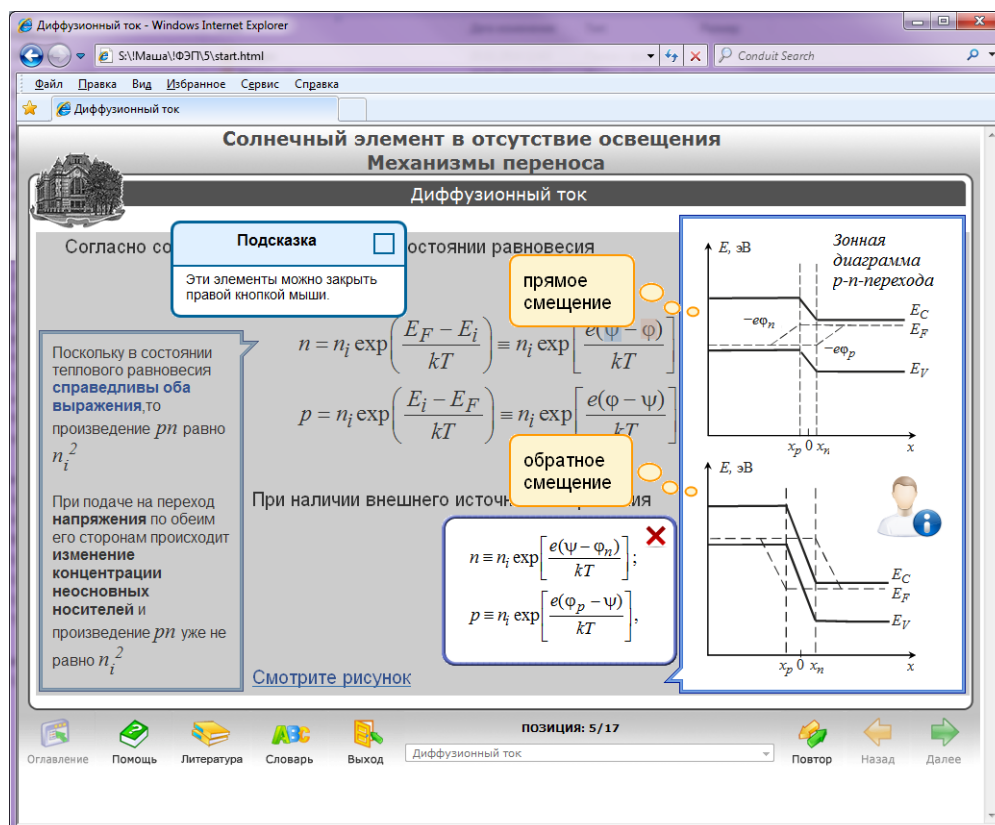 Диффузионный ток - Windows Internet Explorer
S:\!Маша\!ФЭП\5\start.html
Conduit Search
Файл Правка Вид Избранное Сервис Справка
Диффузионный ток
Солнечный элемент в отсутствие освещения
Механизмы переноса
Диффузионный ток
Согласно со
остоянии равновесия
Подсказка
Эти элементы можно закрыть
правой кнопкой мыши.
прямое
смещение
n = n_i exp((E_F − E_i)/kT) ≡ n_i exp[e(ψ − φ)/kT]
p = n_i exp((E_i − E_F)/kT) ≡ n_i exp[e(φ − ψ)/kT]
Поскольку в состоянии
теплового равновесия
справедливы оба
выражения,то
произведение pn равно
n_i^2
При подаче на переход
напряжения по обеим
его сторонам происходит
изменение
концентрации
неосновных
носителей и
произведение pn уже не
равно n_i^2
обратное
смещение
При наличии внешнего источ
ния
n ≡ n_i exp[e(ψ − φ_n)/kT];
p ≡ n_i exp[e(φ_p − ψ)/kT],
Смотрите рисунок
E, эВ
Зонная
диаграмма
p-n-перехода
−eφ_n
E_C
E_F
−eφ_p
E_V
x_p 0 x_n x
E, эВ
E_C
E_F
E_V
x_p 0 x_n x
Оглавление Помощь Литература Словарь Выход
ПОЗИЦИЯ: 5/17
Диффузионный ток
Повтор Назад Далее